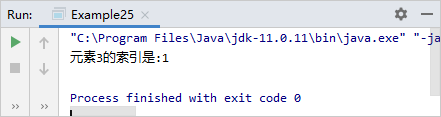 Run: Example25
"C:\Program Files\Java\jdk-11.0.11\bin\java.exe" "-ja
元素3的索引是:1
Process finished with exit code 0